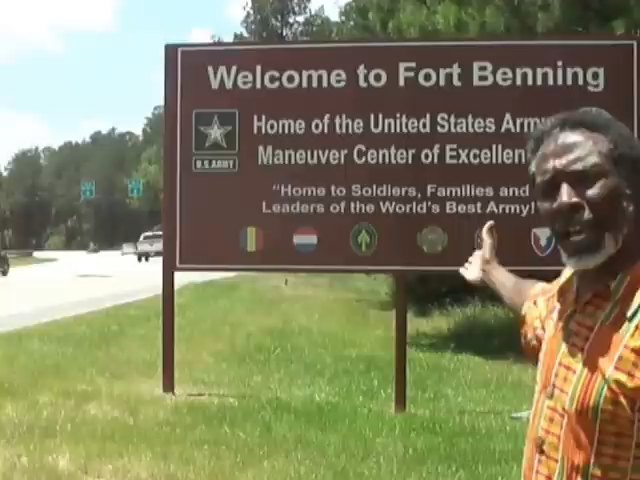 Welcome to Fort Benning
U.S. ARMY
Home of the United States Army
Maneuver Center of Excellen
"Home to Soldiers, Families and
Leaders of the World's Best Army!